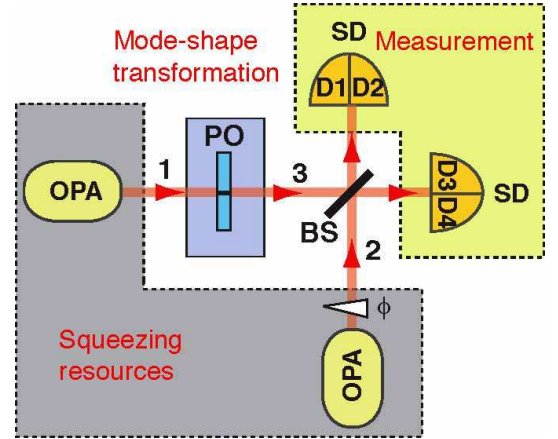 Mode-shape
transformation
SD
Measurement
D1 D2
PO
1
3
OPA
D3
D4
SD
BS
2
Squeezing
resources
ϕ
OPA